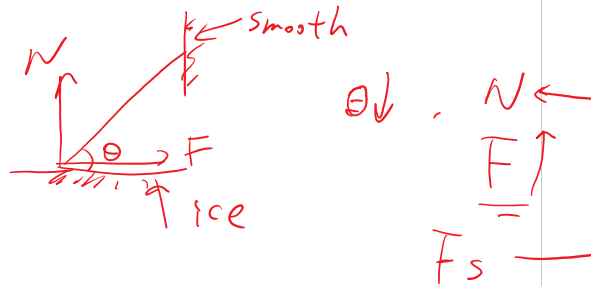 smooth
N
θ
F
ice
θ↓ . N ←
F ↑
Fs —